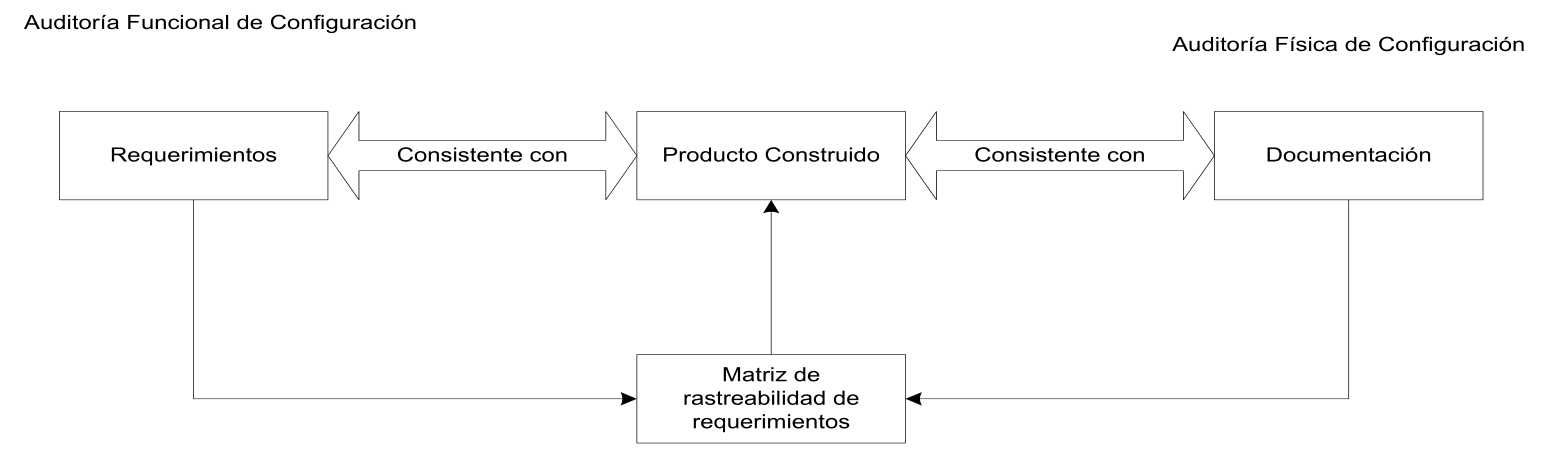 Auditoría Funcional de Configuración
Auditoría Física de Configuración
Requerimientos
Consistente con
Producto Construido
Consistente con
Documentación
Matriz de
rastreabilidad de
requerimientos